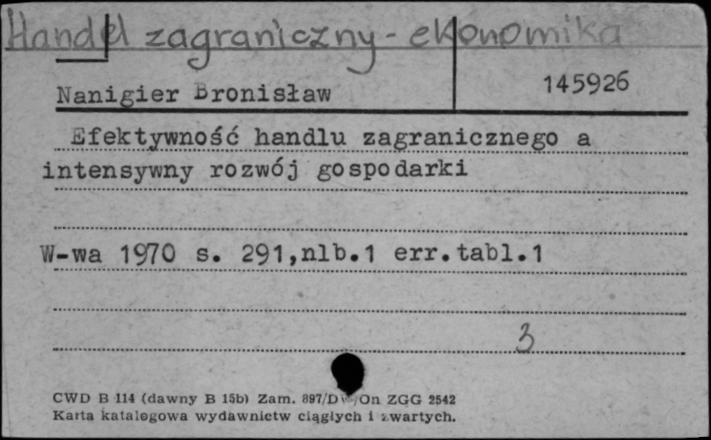 Handel zagraniczny - ekonomika
Nanigier Bronisław
145926
Efektywność handlu zagranicznego a
intensywny rozwój gospodarki
W-wa 1970 s. 291,nlb.1 err.tabl.1
3
CWD B 114 (dawny B 15b) Zam. 897/D On ZGG 2542
Karta katalogowa wydawnictw ciągłych i zwartych.